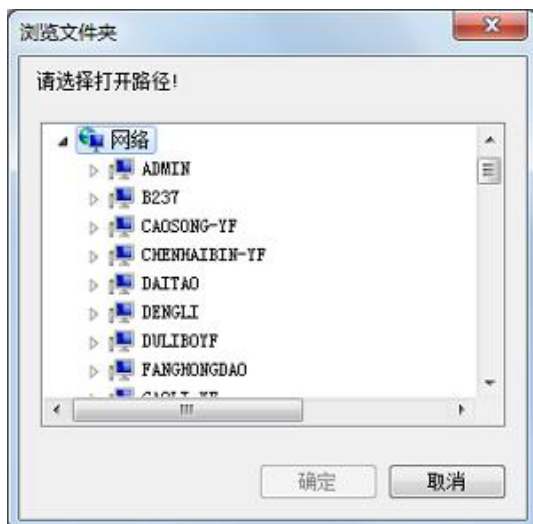 浏览文件夹
请选择打开路径!
网络
ADMIN
B237
CAOSONG-YF
CHENHAIBIN-YF
DAITAO
DENGLI
DULIBOYF
FANGHONGDAO
确定
取消